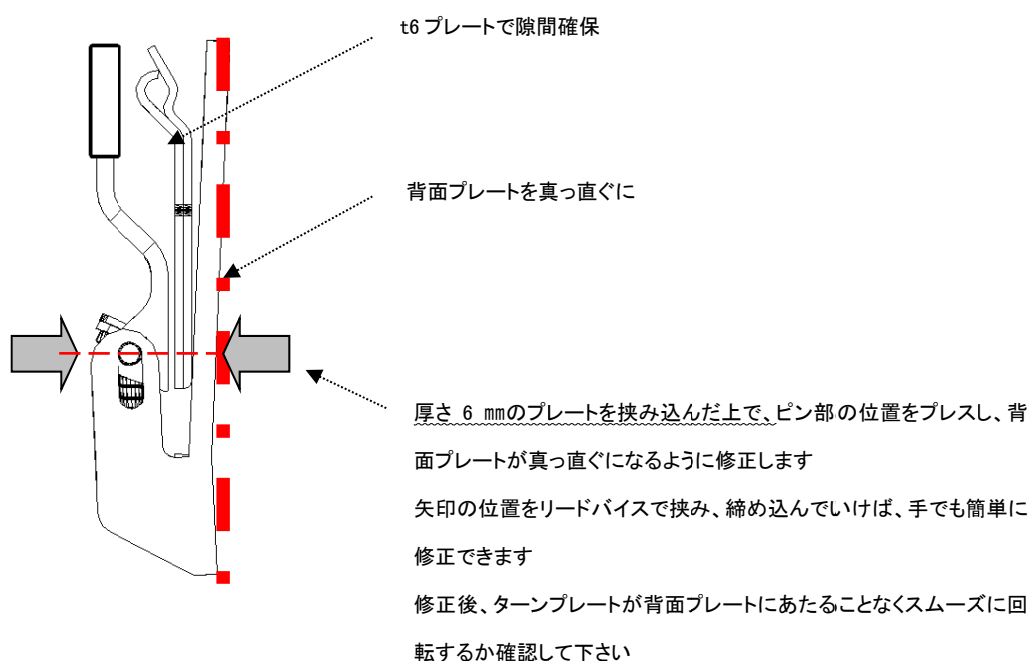 t6プレートで隙間確保
背面プレートを真っ直ぐに
厚さ 6 mmのプレートを挟み込んだ上で、ピン部の位置をプレスし、背
面プレートが真っ直ぐになるように修正します
矢印の位置をリードバイスで挟み、締め込んでいけば、手でも簡単に
修正できます
修正後、ターンプレートが背面プレートにあたることなくスムーズに回
転するか確認して下さい